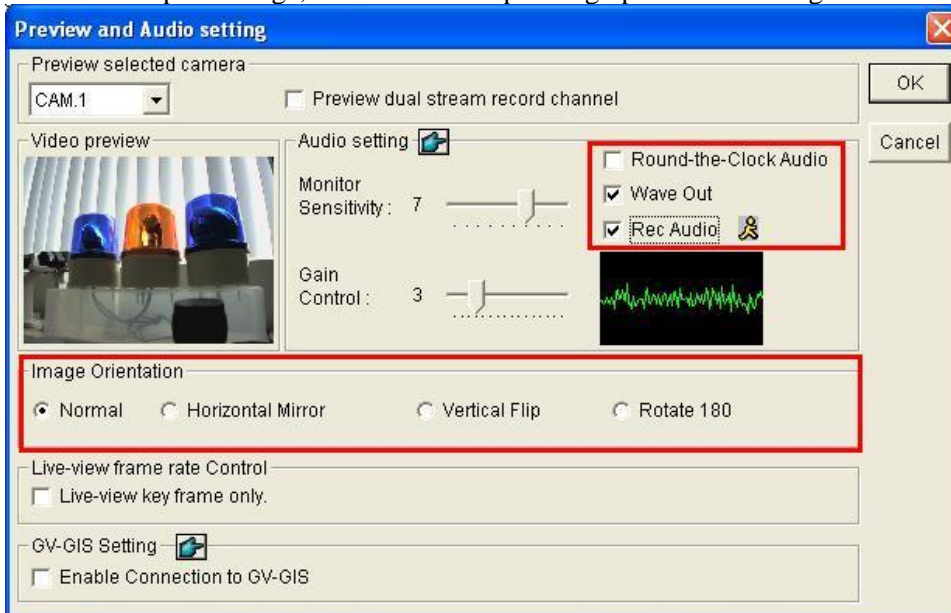 Preview and Audio setting
Preview selected camera
CAM.1
Preview dual stream record channel
OK
Cancel
Video preview
Audio setting
Monitor
Sensitivity : 7
Round-the-Clock Audio
Wave Out
Rec Audio
Gain
Control : 3
Image Orientation
Normal Horizontal Mirror Vertical Flip Rotate 180
Live-view frame rate Control
Live-view key frame only.
GV-GIS Setting
Enable Connection to GV-GIS